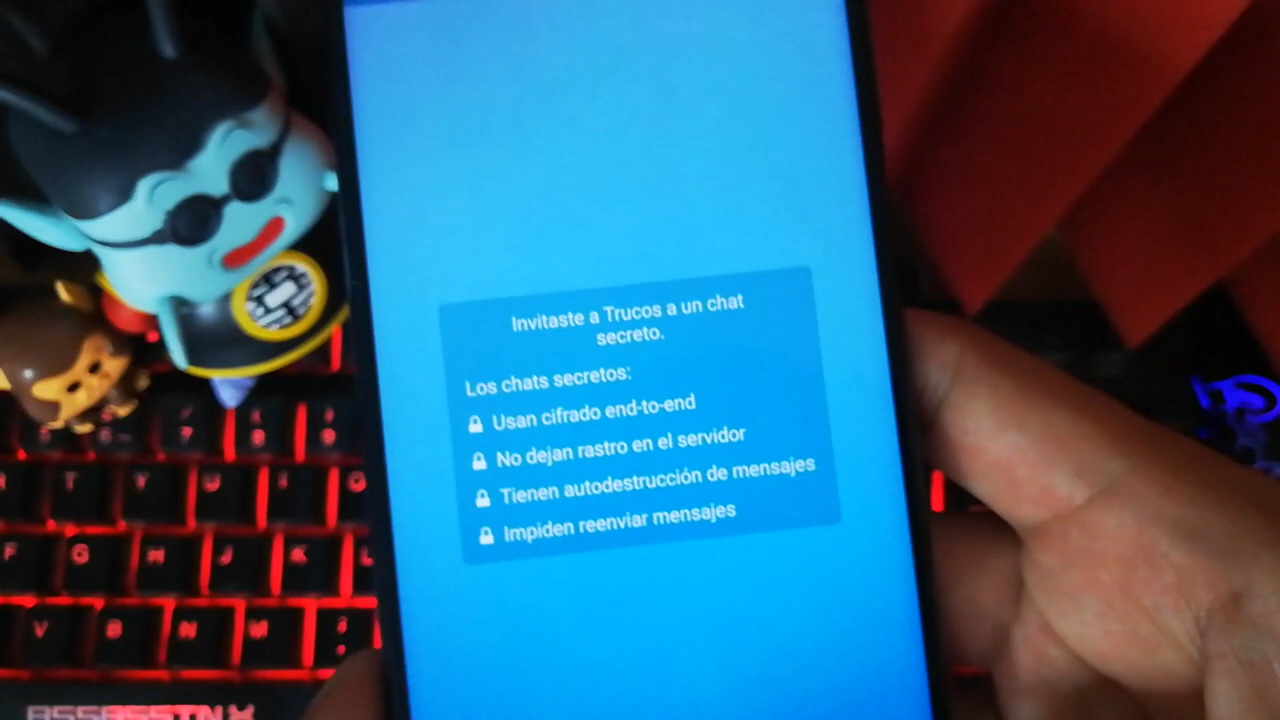 Invitaste a Trucos a un chat
secreto.
Los chats secretos:
Usan cifrado end-to-end
No dejan rastro en el servidor
Tienen autodestrucción de mensajes
Impiden reenviar mensajes
7
T Y U I O
F G H J K L
V B N M